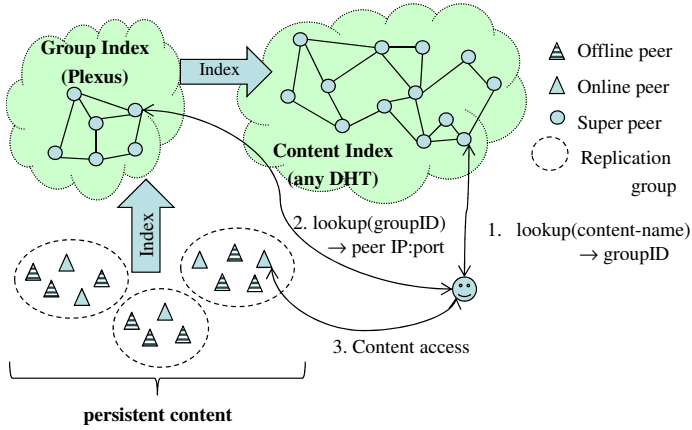 Group Index
(Plexus)
Index
Content Index
(any DHT)
Offline peer
Online peer
Super peer
Replication
group
Index
2. lookup(groupID)
→ peer IP:port
1. lookup(content-name)
→ groupID
3. Content access
persistent content